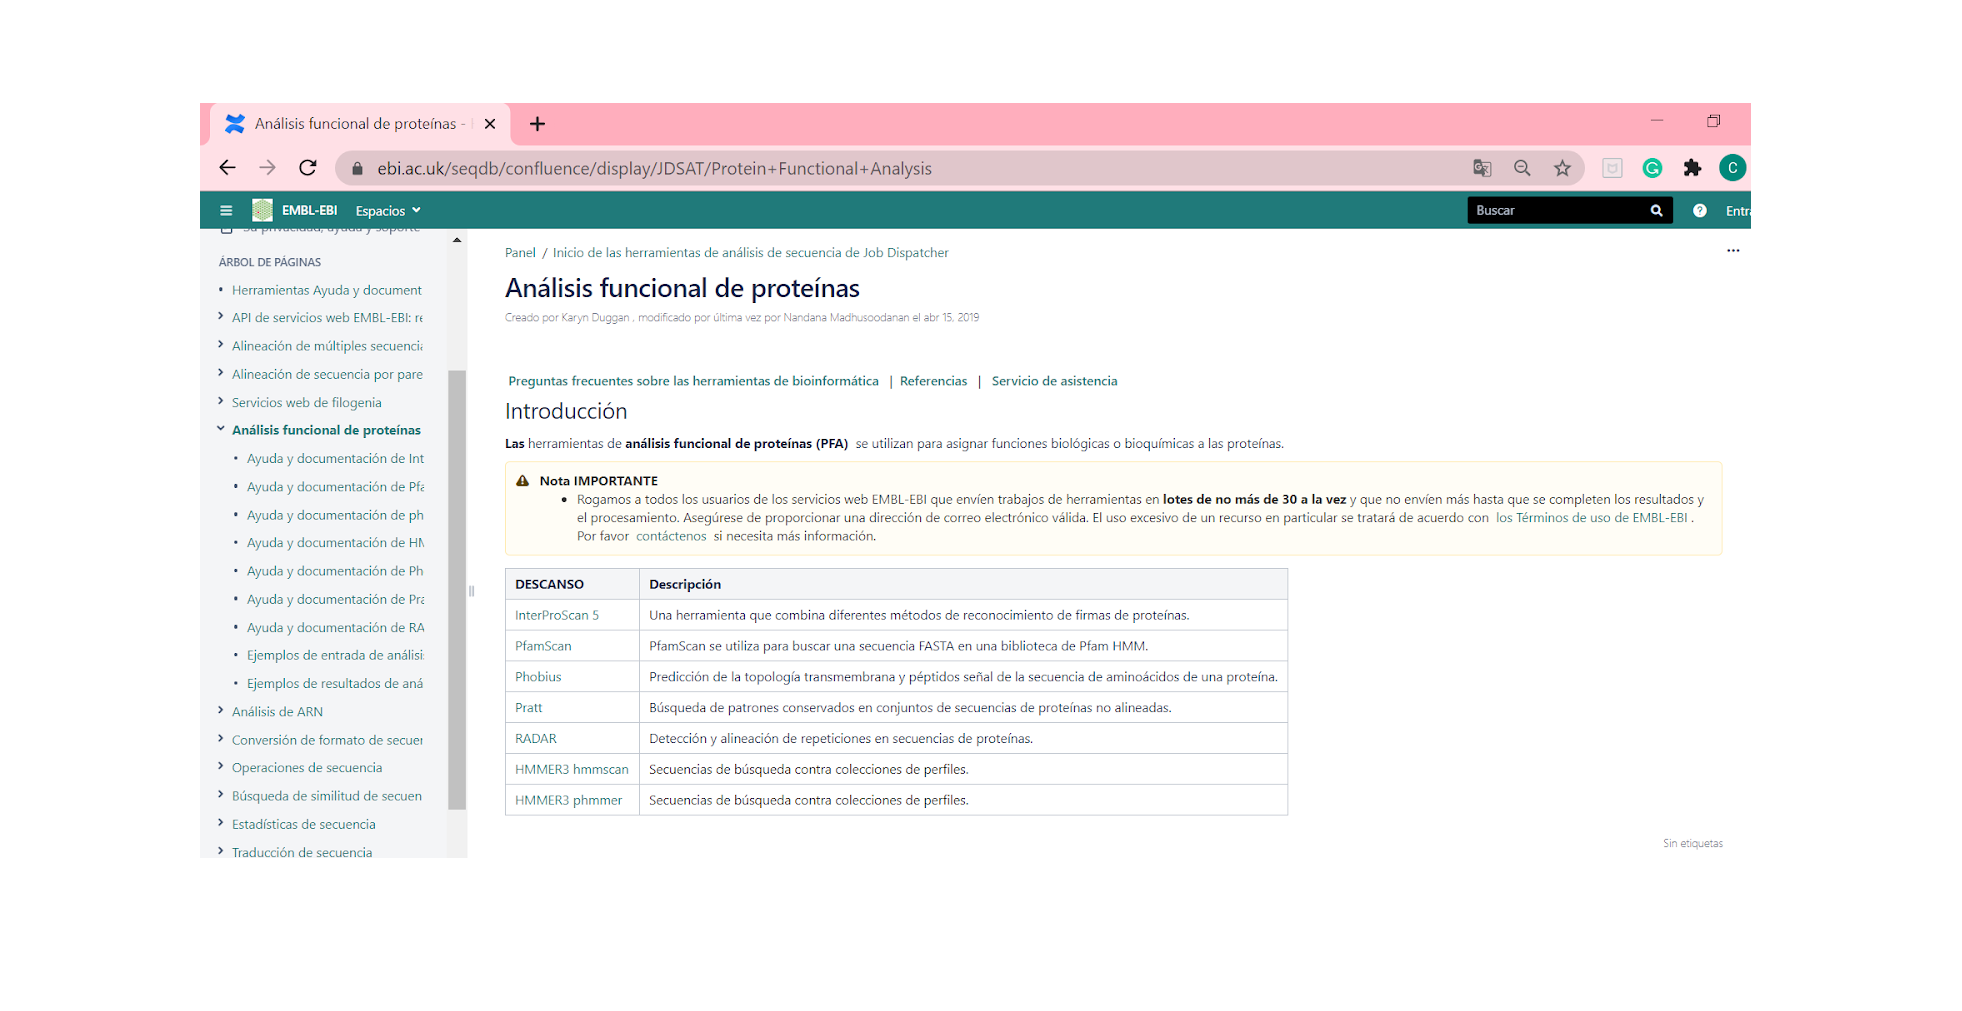 Análisis funcional de proteínas -
ebi.ac.uk/seqdb/confluence/display/JDSAT/Protein+Functional+Analysis
C
EMBL-EBI Espacios
Buscar
Entra
Su privacidad, ayuda y soporte
ÁRBOL DE PÁGINAS
Herramientas Ayuda y document
API de servicios web EMBL-EBI: re
Alineación de múltiples secuencia
Alineación de secuencia por pare
Servicios web de filogenia
Análisis funcional de proteínas
Ayuda y documentación de Int
Ayuda y documentación de Pfa
Ayuda y documentación de ph
Ayuda y documentación de HM
Ayuda y documentación de Ph
Ayuda y documentación de Pra
Ayuda y documentación de RA
Ejemplos de entrada de análisis
Ejemplos de resultados de aná
Análisis de ARN
Conversión de formato de secuen
Operaciones de secuencia
Búsqueda de similitud de secuen
Estadísticas de secuencia
Traducción de secuencia
Panel / Inicio de las herramientas de análisis de secuencia de Job Dispatcher
Análisis funcional de proteínas
Creado por Karyn Duggan , modificado por última vez por Nandana Madhusoodanan el abr 15, 2019
Preguntas frecuentes sobre las herramientas de bioinformática | Referencias | Servicio de asistencia
Introducción
Las herramientas de análisis funcional de proteínas (PFA) se utilizan para asignar funciones biológicas o bioquímicas a las proteínas.
Nota IMPORTANTE
Rogamos a todos los usuarios de los servicios web EMBL-EBI que envíen trabajos de herramientas en lotes de no más de 30 a la vez y que no envíen más hasta que se completen los resultados y
el procesamiento. Asegúrese de proporcionar una dirección de correo electrónico válida. El uso excesivo de un recurso en particular se tratará de acuerdo con los Términos de uso de EMBL-EBI .
Por favor contáctenos si necesita más información.
DESCANSO Descripción
InterProScan 5 Una herramienta que combina diferentes métodos de reconocimiento de firmas de proteínas.
PfamScan PfamScan se utiliza para buscar una secuencia FASTA en una biblioteca de Pfam HMM.
Phobius Predicción de la topología transmembrana y péptidos señal de la secuencia de aminoácidos de una proteína.
Pratt Búsqueda de patrones conservados en conjuntos de secuencias de proteínas no alineadas.
RADAR Detección y alineación de repeticiones en secuencias de proteínas.
HMMER3 hmmscan Secuencias de búsqueda contra colecciones de perfiles.
HMMER3 phmmer Secuencias de búsqueda contra colecciones de perfiles.
Sin etiquetas